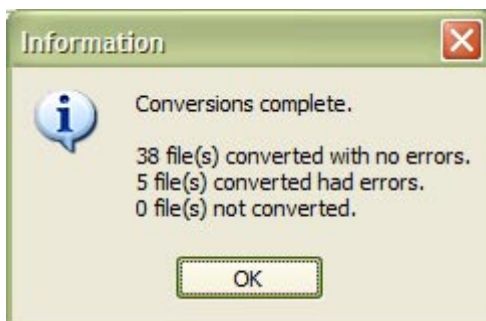 Information
Conversions complete.
38 file(s) converted with no errors.
5 file(s) converted had errors.
0 file(s) not converted.
OK